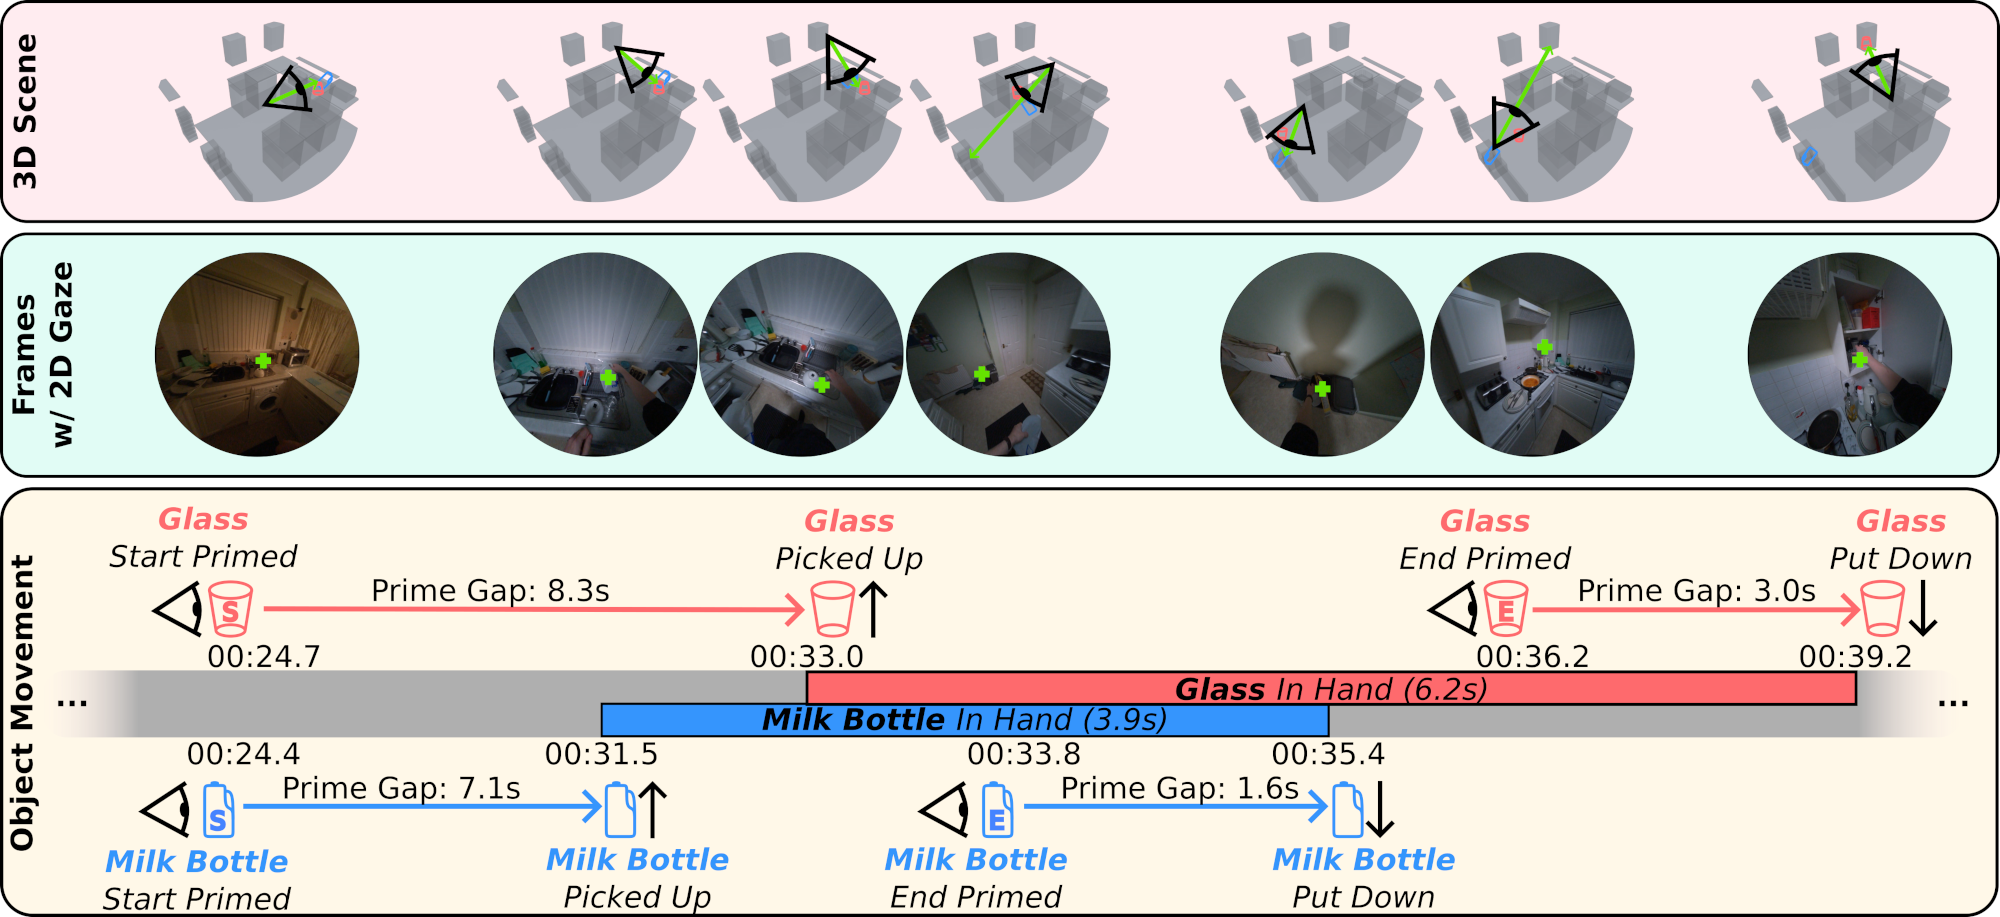 3D Scene
Frames
w/ 2D Gaze
Object Movement
Glass
Start Primed
Prime Gap: 8.3s
S
00:24.7
Glass
Picked Up
00:33.0
Glass
End Primed
Prime Gap: 3.0s
E
00:36.2
Glass
Put Down
00:39.2
...
Glass In Hand (6.2s)
Milk Bottle In Hand (3.9s)
...
00:24.4
Prime Gap: 7.1s
S
Milk Bottle
Start Primed
00:31.5
Milk Bottle
Picked Up
00:33.8
Prime Gap: 1.6s
E
Milk Bottle
End Primed
00:35.4
Milk Bottle
Put Down